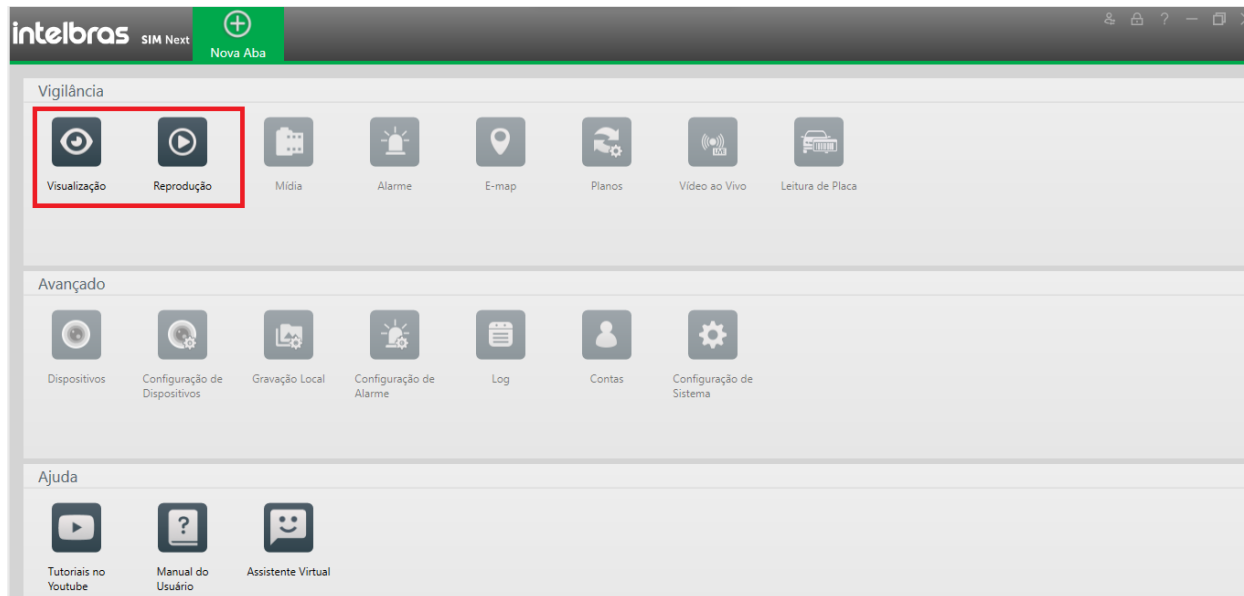 intelbras SIM Next
Nova Aba
?
Vigilância
LIVE
Visualização Reprodução Mídia Alarme E-map Planos Vídeo ao Vivo Leitura de Placa
Avançado
Dispositivos Configuração de Dispositivos Gravação Local Configuração de Alarme Log Contas Configuração de Sistema
Ajuda
?
Tutoriais no Youtube Manual do Usuário Assistente Virtual